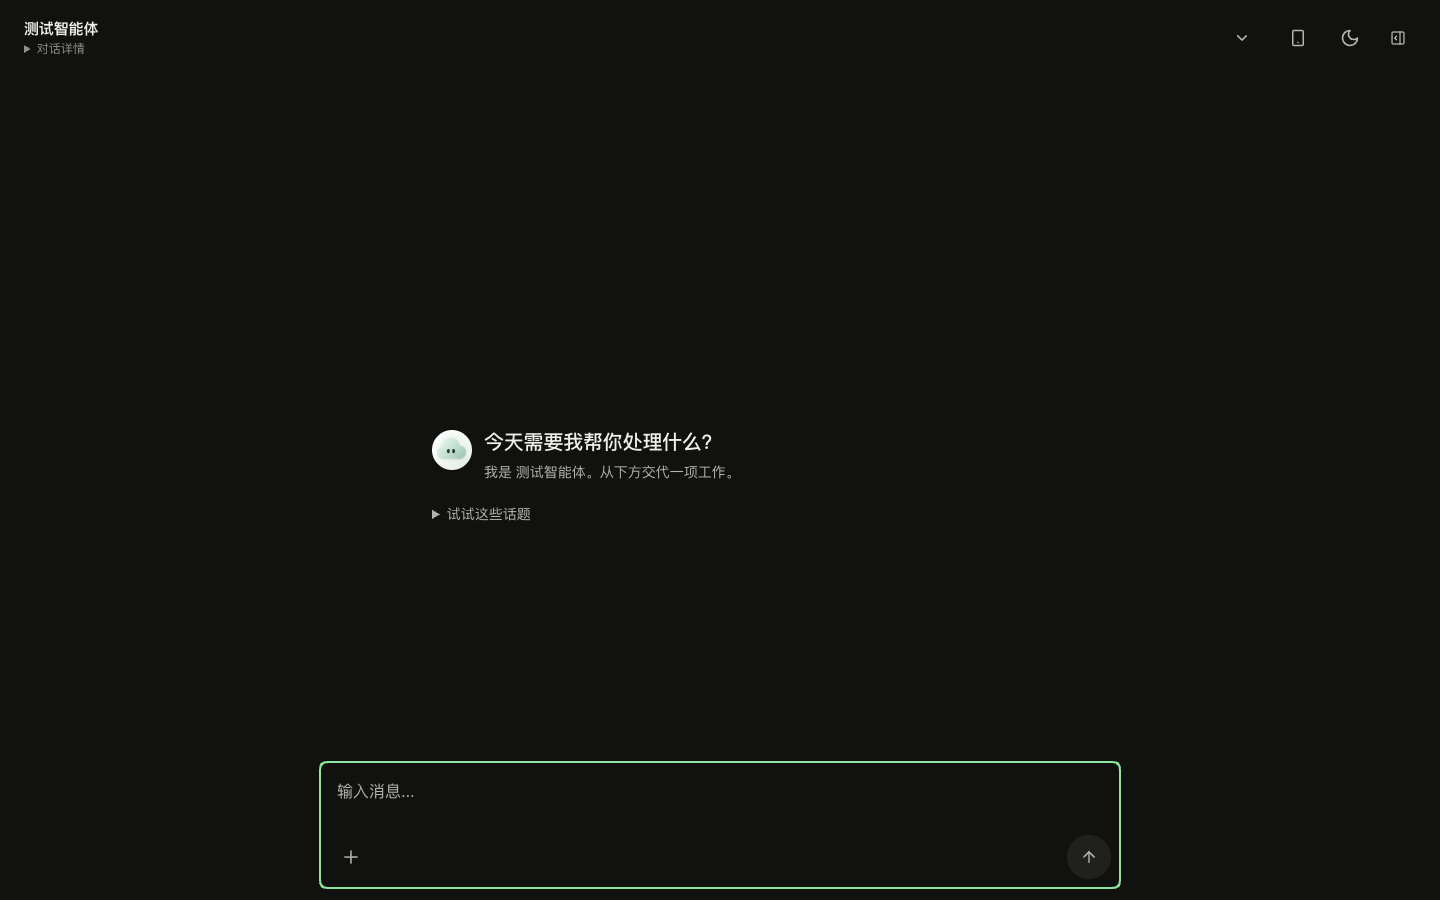 测试智能体
对话详情
今天需要我帮你处理什么?
我是 测试智能体。从下方交代一项工作。
试试这些话题
输入消息...